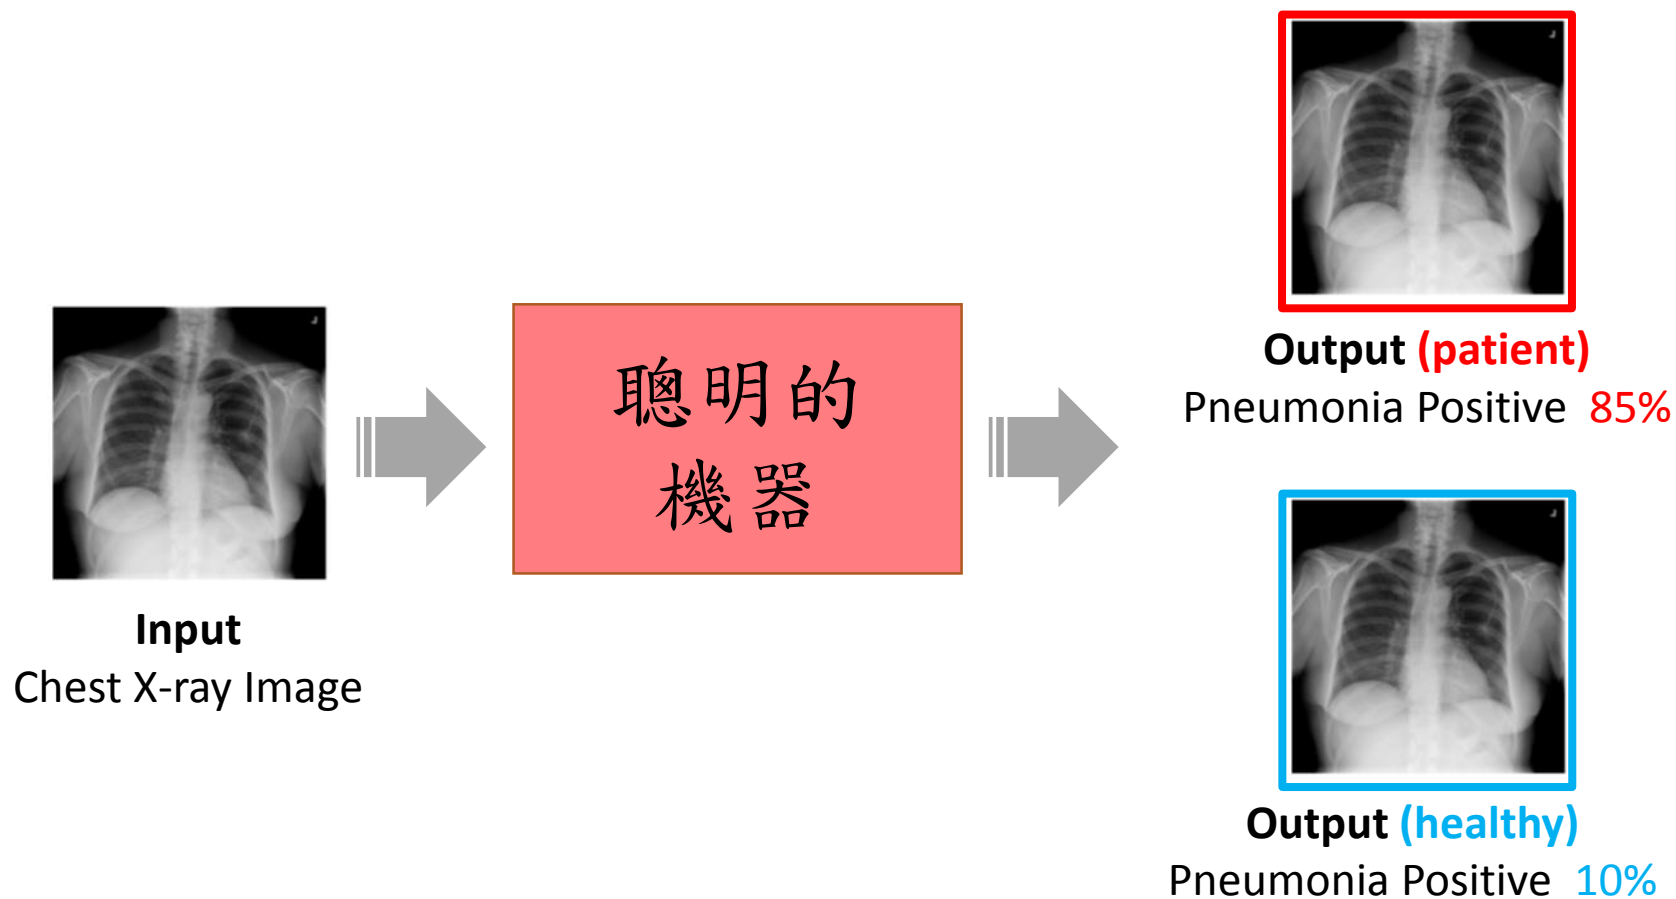 Input
Chest X-ray Image
聰明的
機器
Output (patient)
Pneumonia Positive 85%
Output (healthy)
Pneumonia Positive 10%